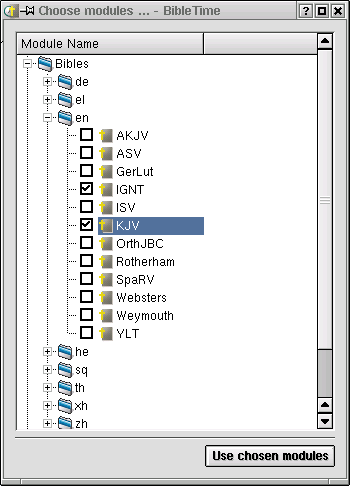 Choose modules ... - BibleTime
Module Name
Bibles
de
el
en
AKJV
ASV
GerLut
IGNT
ISV
KJV
OrthJBC
Rotherham
SpaRV
Websters
Weymouth
YLT
he
sq
th
xh
zh
Use chosen modules